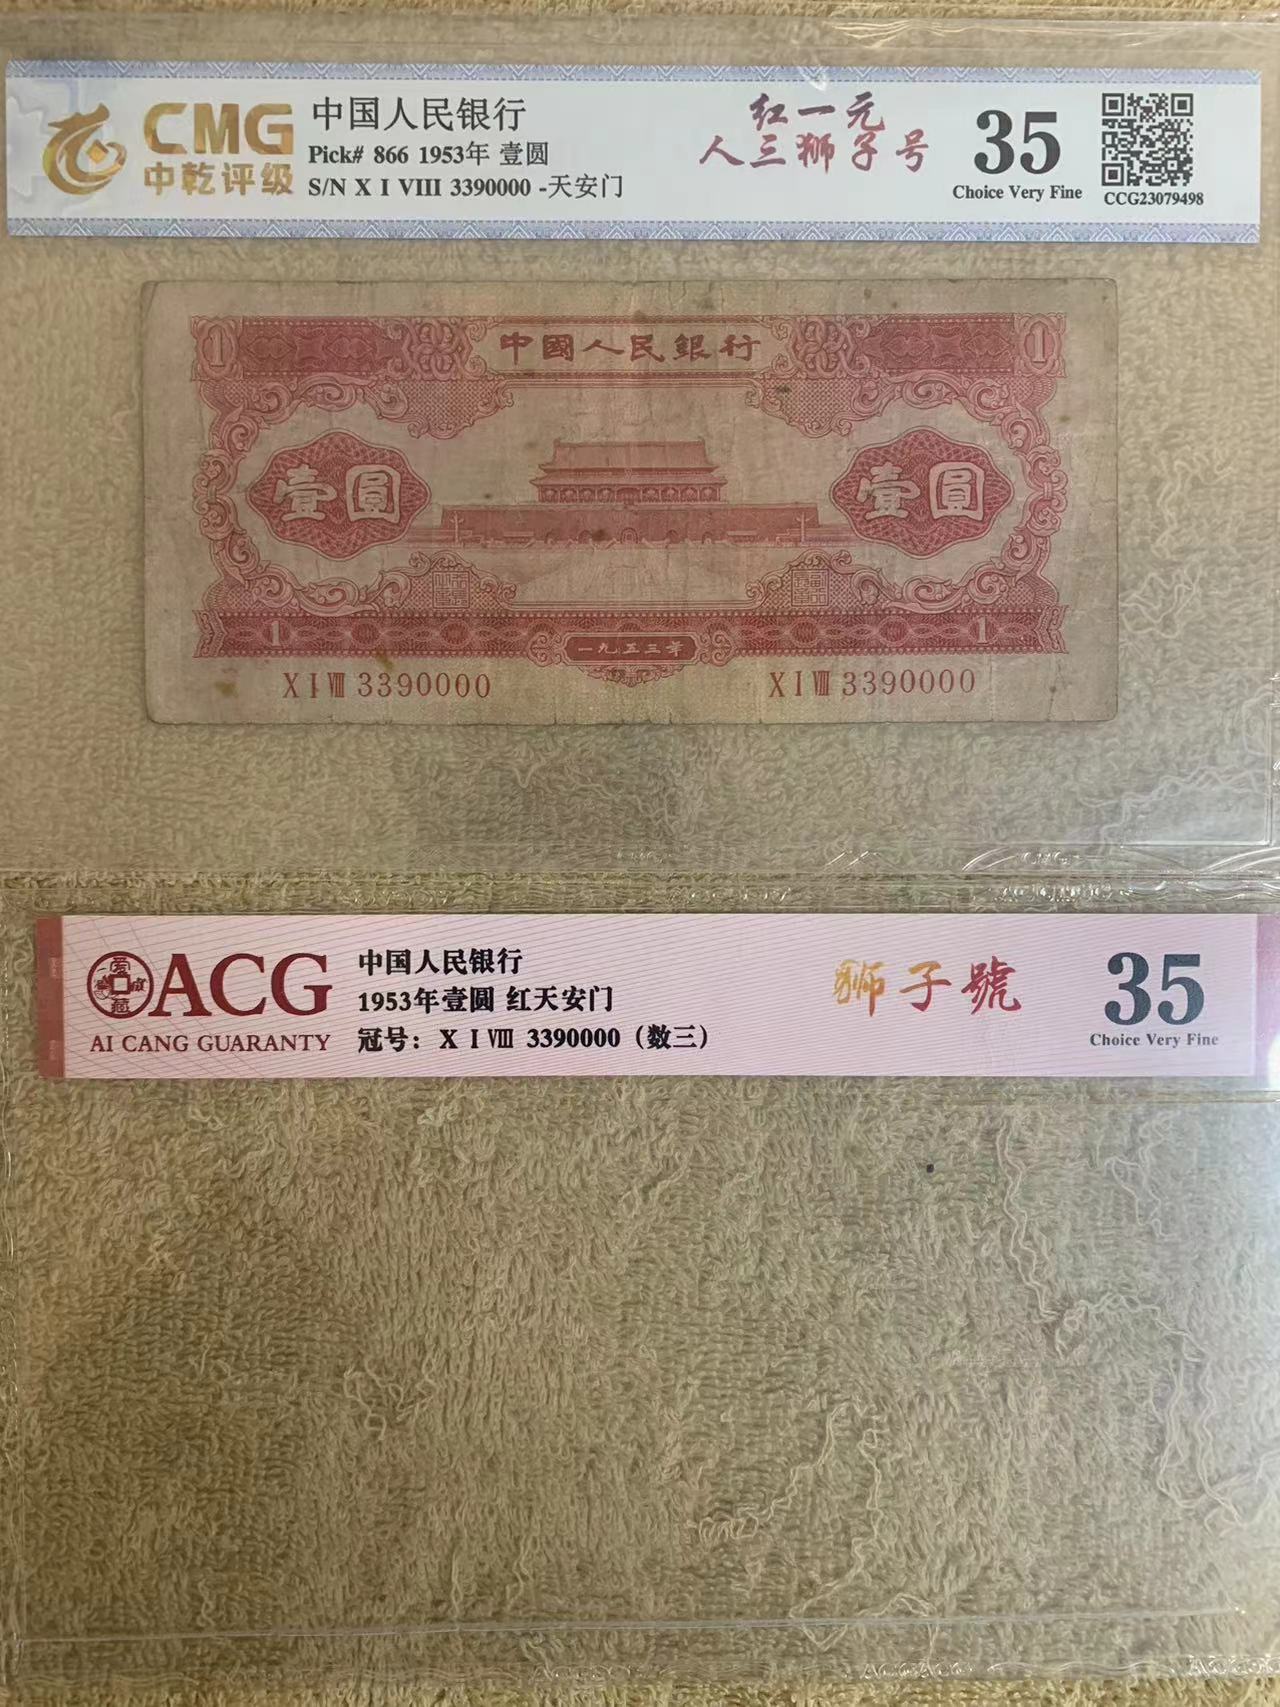 CMG
中乾评级
中国人民银行
Pick# 866 1953年 壹圆
S/N X I VIII 3390000 -天安门
红一元
人三狮子号
35
Choice Very Fine
CCG23079498
1
中國人民銀行
1
壹圓
壹圓
1
一九五三年
1
X I Ⅷ 3390000
X I Ⅷ 3390000
ACG
AI CANG GUARANTY
中国人民银行
1953年壹圆 红天安门
冠号：X I Ⅷ 3390000（数三）
狮子號
35
Choice Very Fine